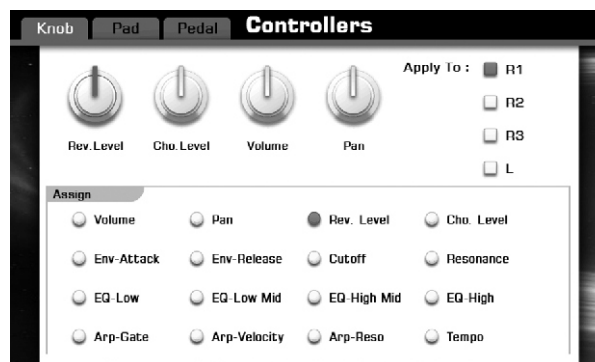 Knob Pad Pedal Controllers
Apply To : R1
R2
R3
L
Rev.Level Cho.Level Volume Pan
Assign
Volume Pan Rev. Level Cho. Level
Env-Attack Env-Release Cutoff Resonance
EQ-Low EQ-Low Mid EQ-High Mid EQ-High
Arp-Gate Arp-Velocity Arp-Reso Tempo